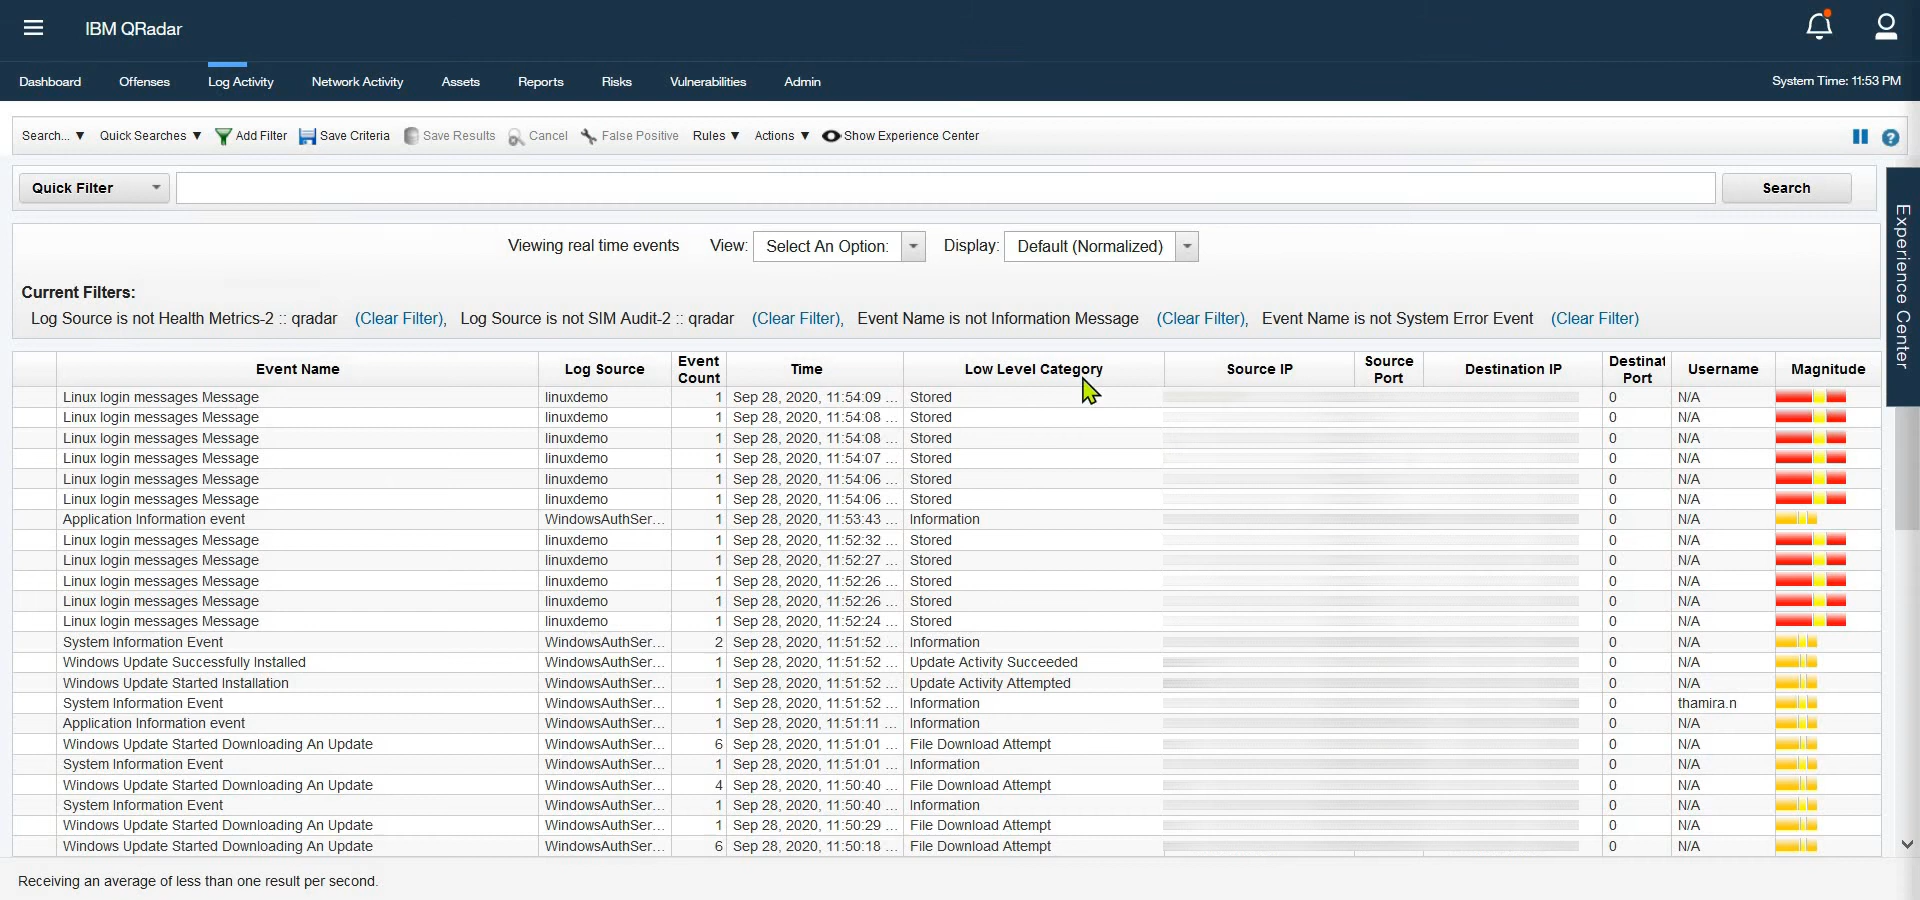 IBM QRadar
Dashboard Offenses Log Activity Network Activity Assets Reports Risks Vulnerabilities Admin System Time: 11:53 PM
Search... ▼ Quick Searches ▼ Add Filter Save Criteria Save Results Cancel False Positive Rules ▼ Actions ▼ Show Experience Center
Quick Filter Search
Experience Center
Viewing real time events View: Select An Option: Display: Default (Normalized)
Current Filters:
Log Source is not Health Metrics-2 :: qradar (Clear Filter), Log Source is not SIM Audit-2 :: qradar (Clear Filter), Event Name is not Information Message (Clear Filter), Event Name is not System Error Event (Clear Filter)
Event Name Log Source Event Count Time Low Level Category Source IP Source Port Destination IP Destinat Port Username Magnitude
Linux login messages Message linuxdemo 1 Sep 28, 2020, 11:54:09 ... Stored 0 N/A
Linux login messages Message linuxdemo 1 Sep 28, 2020, 11:54:08 ... Stored 0 N/A
Linux login messages Message linuxdemo 1 Sep 28, 2020, 11:54:08 ... Stored 0 N/A
Linux login messages Message linuxdemo 1 Sep 28, 2020, 11:54:07 ... Stored 0 N/A
Linux login messages Message linuxdemo 1 Sep 28, 2020, 11:54:06 ... Stored 0 N/A
Linux login messages Message linuxdemo 1 Sep 28, 2020, 11:54:06 ... Stored 0 N/A
Application Information event WindowsAuthSer... 1 Sep 28, 2020, 11:53:43 ... Information 0 N/A
Linux login messages Message linuxdemo 1 Sep 28, 2020, 11:52:32 ... Stored 0 N/A
Linux login messages Message linuxdemo 1 Sep 28, 2020, 11:52:27 ... Stored 0 N/A
Linux login messages Message linuxdemo 1 Sep 28, 2020, 11:52:26 ... Stored 0 N/A
Linux login messages Message linuxdemo 1 Sep 28, 2020, 11:52:26 ... Stored 0 N/A
Linux login messages Message linuxdemo 1 Sep 28, 2020, 11:52:24 ... Stored 0 N/A
System Information Event WindowsAuthSer... 2 Sep 28, 2020, 11:51:52 ... Information 0 N/A
Windows Update Successfully Installed WindowsAuthSer... 1 Sep 28, 2020, 11:51:52 ... Update Activity Succeeded 0 N/A
Windows Update Started Installation WindowsAuthSer... 1 Sep 28, 2020, 11:51:52 ... Update Activity Attempted 0 N/A
System Information Event WindowsAuthSer... 1 Sep 28, 2020, 11:51:52 ... Information 0 thamira.n
Application Information event WindowsAuthSer... 1 Sep 28, 2020, 11:51:11 ... Information 0 N/A
Windows Update Started Downloading An Update WindowsAuthSer... 6 Sep 28, 2020, 11:51:01 ... File Download Attempt 0 N/A
System Information Event WindowsAuthSer... 1 Sep 28, 2020, 11:51:01 ... Information 0 N/A
Windows Update Started Downloading An Update WindowsAuthSer... 4 Sep 28, 2020, 11:50:40 ... File Download Attempt 0 N/A
System Information Event WindowsAuthSer... 1 Sep 28, 2020, 11:50:40 ... Information 0 N/A
Windows Update Started Downloading An Update WindowsAuthSer... 1 Sep 28, 2020, 11:50:29 ... File Download Attempt 0 N/A
Windows Update Started Downloading An Update WindowsAuthSer... 6 Sep 28, 2020, 11:50:18 ... File Download Attempt 0 N/A
Receiving an average of less than one result per second.